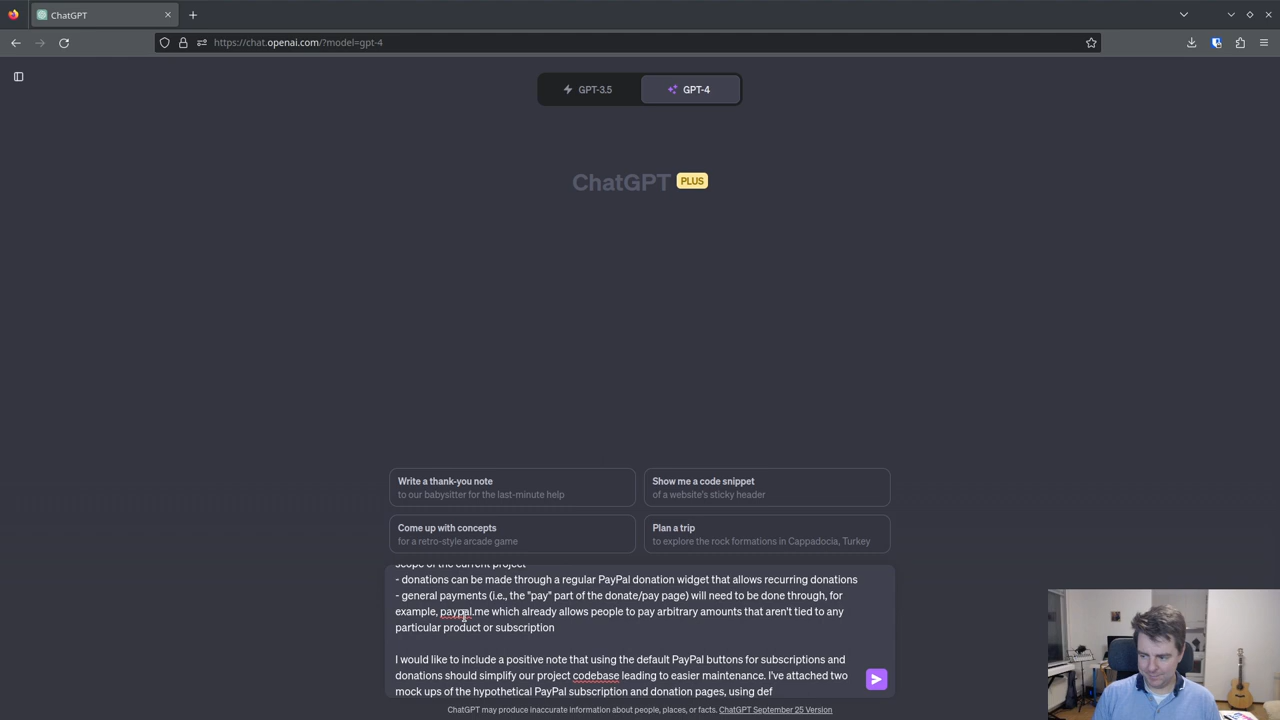 ChatGPT
https://chat.openai.com/?model=gpt-4
GPT-3.5
GPT-4
ChatGPT PLUS
Write a thank-you note
to our babysitter for the last-minute help
Show me a code snippet
of a website's sticky header
Come up with concepts
for a retro-style arcade game
Plan a trip
to explore the rock formations in Cappadocia, Turkey
scope of the current project
- donations can be made through a regular PayPal donation widget that allows recurring donations
- general payments (i.e., the "pay" part of the donate/pay page) will need to be done through, for
example, paypal.me which already allows people to pay arbitrary amounts that aren't tied to any
particular product or subscription
I would like to include a positive note that using the default PayPal buttons for subscriptions and
donations should simplify our project codebase leading to easier maintenance. I've attached two
mock ups of the hypothetical PayPal subscription and donation pages, using def
ChatGPT may produce inaccurate information about people, places, or facts. ChatGPT September 25 Version